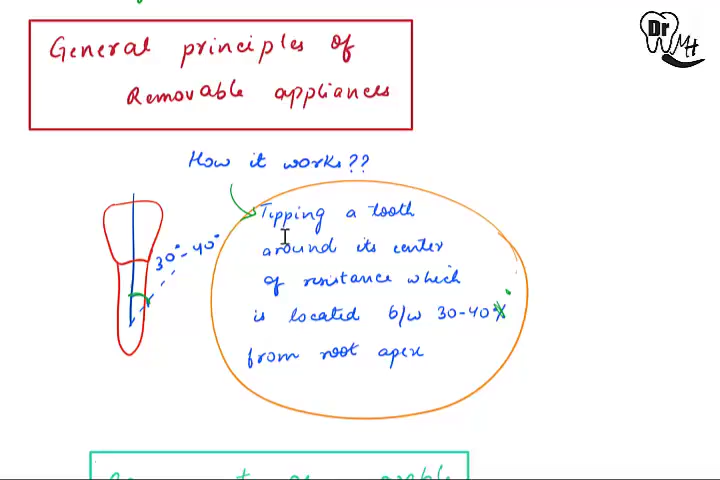 Dr
MH
General principles of
Removable appliances
How it works??
30°-40°
Tipping a tooth
around its center
of resistance which
is located b/w 30-40%
from root apex